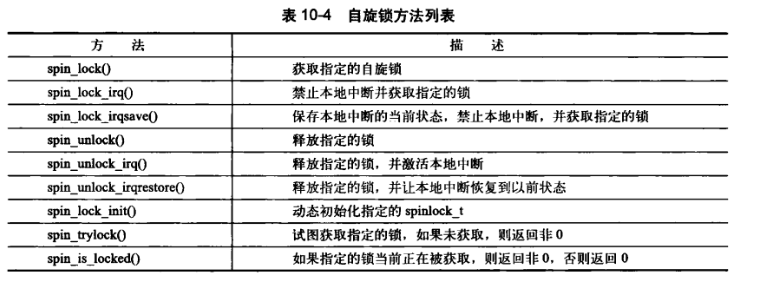 表 10-4 自旋锁方法列表
方 法 描 述
spin_lock() 获取指定的自旋锁
spin_lock_irq() 禁止本地中断并获取指定的锁
spin_lock_irqsave() 保存本地中断的当前状态，禁止本地中断，并获取指定的锁
spin_unlock() 释放指定的锁
spin_unlock_irq() 释放指定的锁，并激活本地中断
spin_unlock_irqrestore() 释放指定的锁，并让本地中断恢复到以前状态
spin_lock_init() 动态初始化指定的 spinlock_t
spin_trylock() 试图获取指定的锁，如果未获取，则返回非 0
spin_is_locked() 如果指定的锁当前正在被获取，则返回非 0，否则返回 0